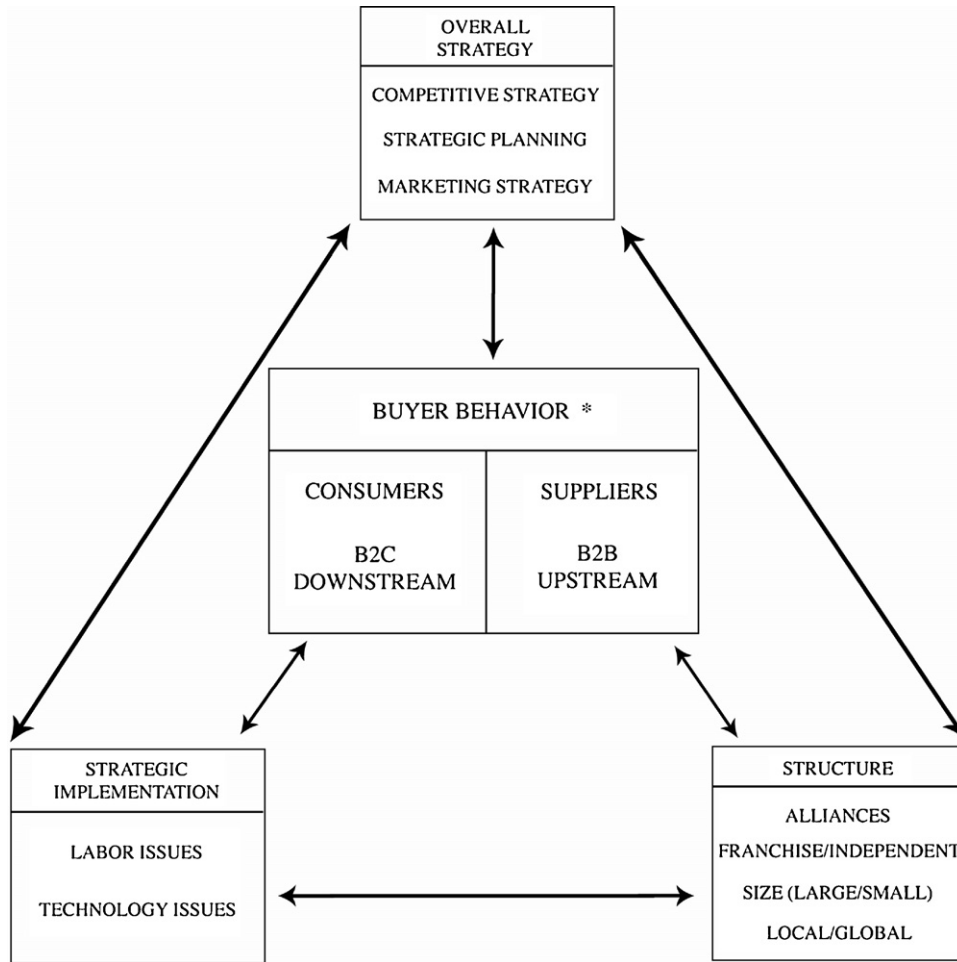 OVERALL
STRATEGY
COMPETITIVE STRATEGY
STRATEGIC PLANNING
MARKETING STRATEGY
BUYER BEHAVIOR *
CONSUMERS
B2C
DOWNSTREAM
SUPPLIERS
B2B
UPSTREAM
STRATEGIC
IMPLEMENTATION
LABOR ISSUES
TECHNOLOGY ISSUES
STRUCTURE
ALLIANCES
FRANCHISE/INDEPENDENT
SIZE (LARGE/SMALL)
LOCAL/GLOBAL